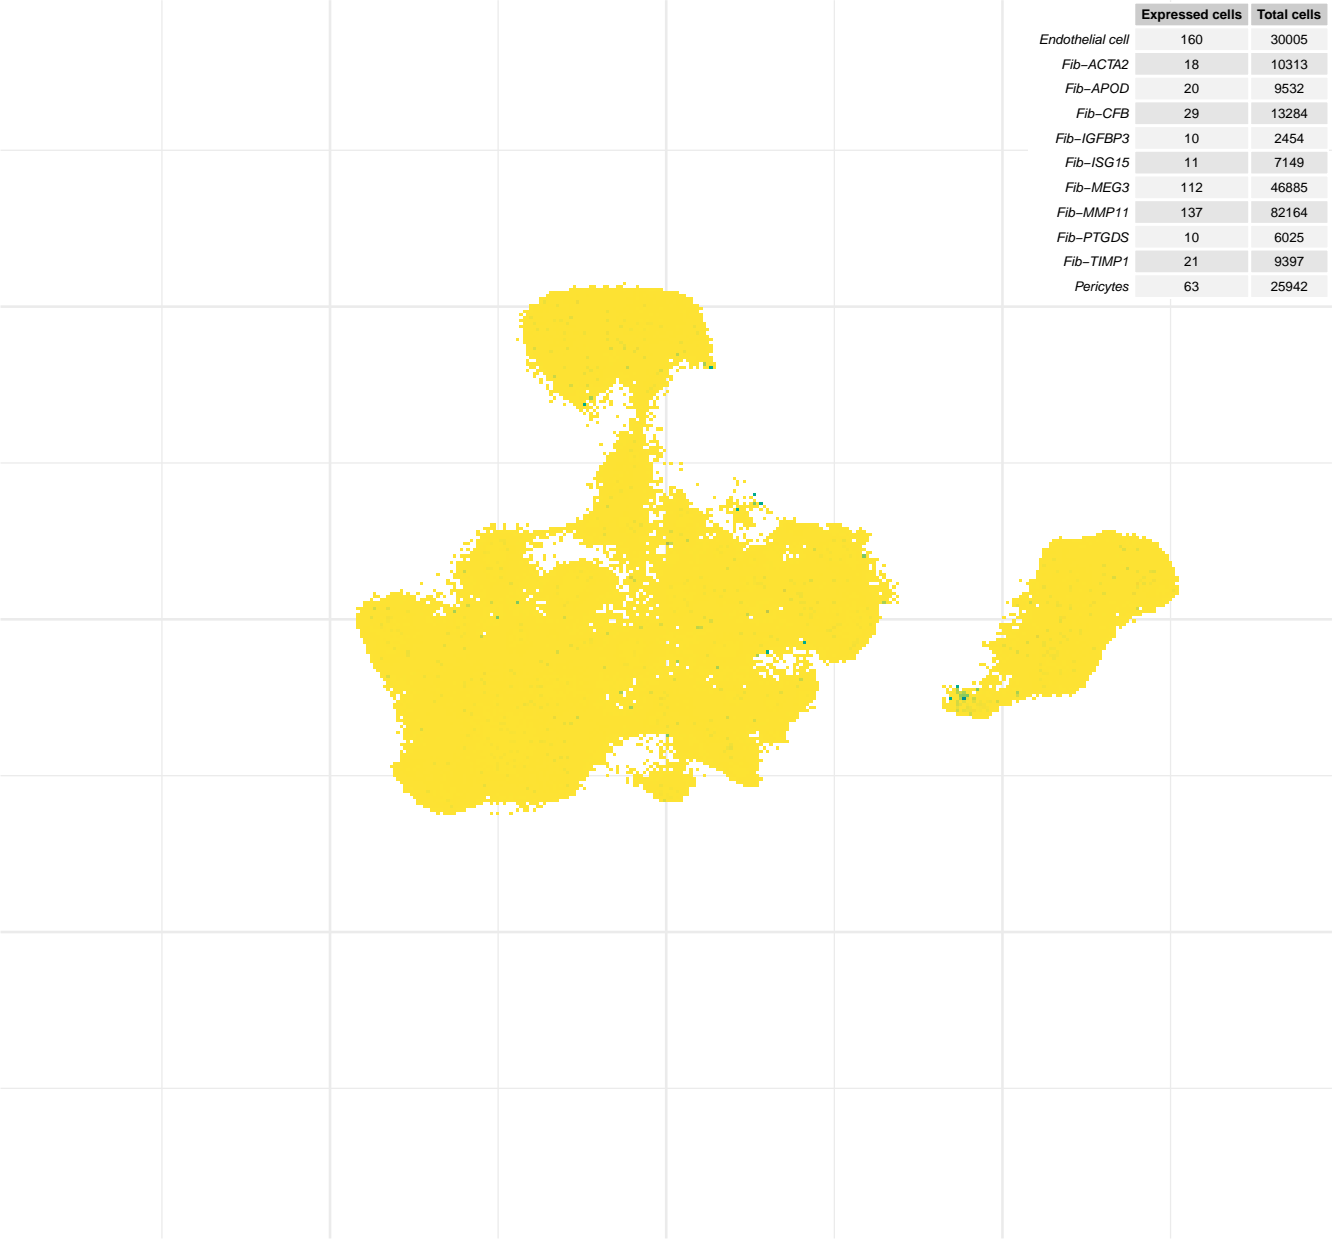 Expressed cells Total cells
Endothelial cell 160 30005
Fib−ACTA2 18 10313
Fib−APOD 20 9532
Fib−CFB 29 13284
Fib−IGFBP3 10 2454
Fib−ISG15 11 7149
Fib−MEG3 112 46885
Fib−MMP11 137 82164
Fib−PTGDS 10 6025
Fib−TIMP1 21 9397
Pericytes 63 25942